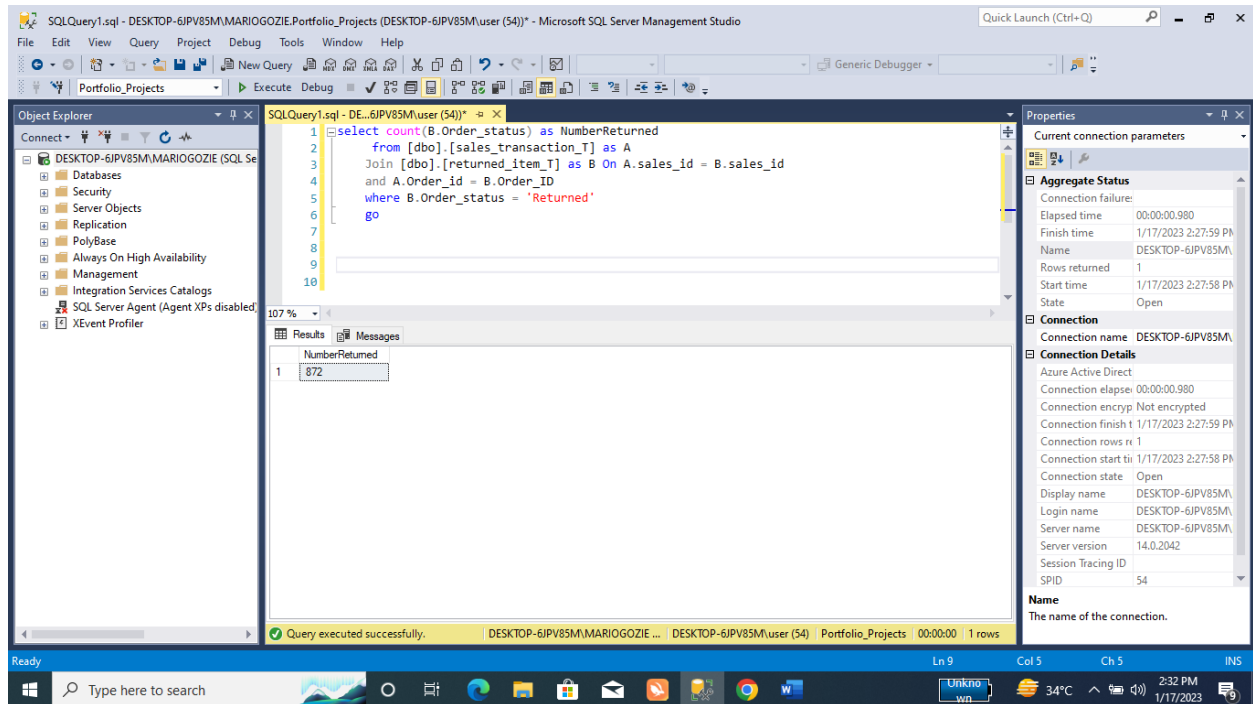 SQLQuery1.sql - DESKTOP-6JPV85M\MARIOGOZIE.Portfolio_Projects (DESKTOP-6JPV85M\user (54))* - Microsoft SQL Server Management Studio
Quick Launch (Ctrl+Q)
File Edit View Query Project Debug Tools Window Help
New Query
Generic Debugger
Portfolio_Projects
Execute Debug
Object Explorer
Connect
DESKTOP-6JPV85M\MARIOGOZIE (SQL Se
Databases
Security
Server Objects
Replication
PolyBase
Always On High Availability
Management
Integration Services Catalogs
SQL Server Agent (Agent XPs disabled)
XEvent Profiler
SQLQuery1.sql - DE...6JPV85M\user (54))*
1 select count(B.Order_status) as NumberReturned
2 from [dbo].[sales_transaction_T] as A
3 Join [dbo].[returned_item_T] as B On A.sales_id = B.sales_id
4 and A.Order_id = B.Order_ID
5 where B.Order_status = 'Returned'
6 go
7
8
9
10
107 %
Results Messages
NumberReturned
1 872
Query executed successfully. DESKTOP-6JPV85M\MARIOGOZIE ... DESKTOP-6JPV85M\user (54) Portfolio_Projects 00:00:00 1 rows
Properties
Current connection parameters
Aggregate Status
Connection failure:
Elapsed time 00:00:00.980
Finish time 1/17/2023 2:27:59 PM
Name DESKTOP-6JPV85M\
Rows returned 1
Start time 1/17/2023 2:27:58 PM
State Open
Connection
Connection name DESKTOP-6JPV85M\
Connection Details
Azure Active Direct
Connection elapse 00:00:00.980
Connection encryp Not encrypted
Connection finish t 1/17/2023 2:27:59 PM
Connection rows re 1
Connection start tii 1/17/2023 2:27:58 PM
Connection state Open
Display name DESKTOP-6JPV85M\
Login name DESKTOP-6JPV85M\
Server name DESKTOP-6JPV85M\
Server version 14.0.2042
Session Tracing ID
SPID 54
Name
The name of the connection.
Ready Ln 9 Col 5 Ch 5 INS
Type here to search
Unkno
wn
34°C
2:32 PM
1/17/2023
9